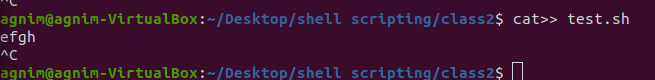 ^C
agnim@agnim-VirtualBox:~/Desktop/shell scripting/class2$ cat>> test.sh
efgh
^C
agnim@agnim-VirtualBox:~/Desktop/shell scripting/class2$